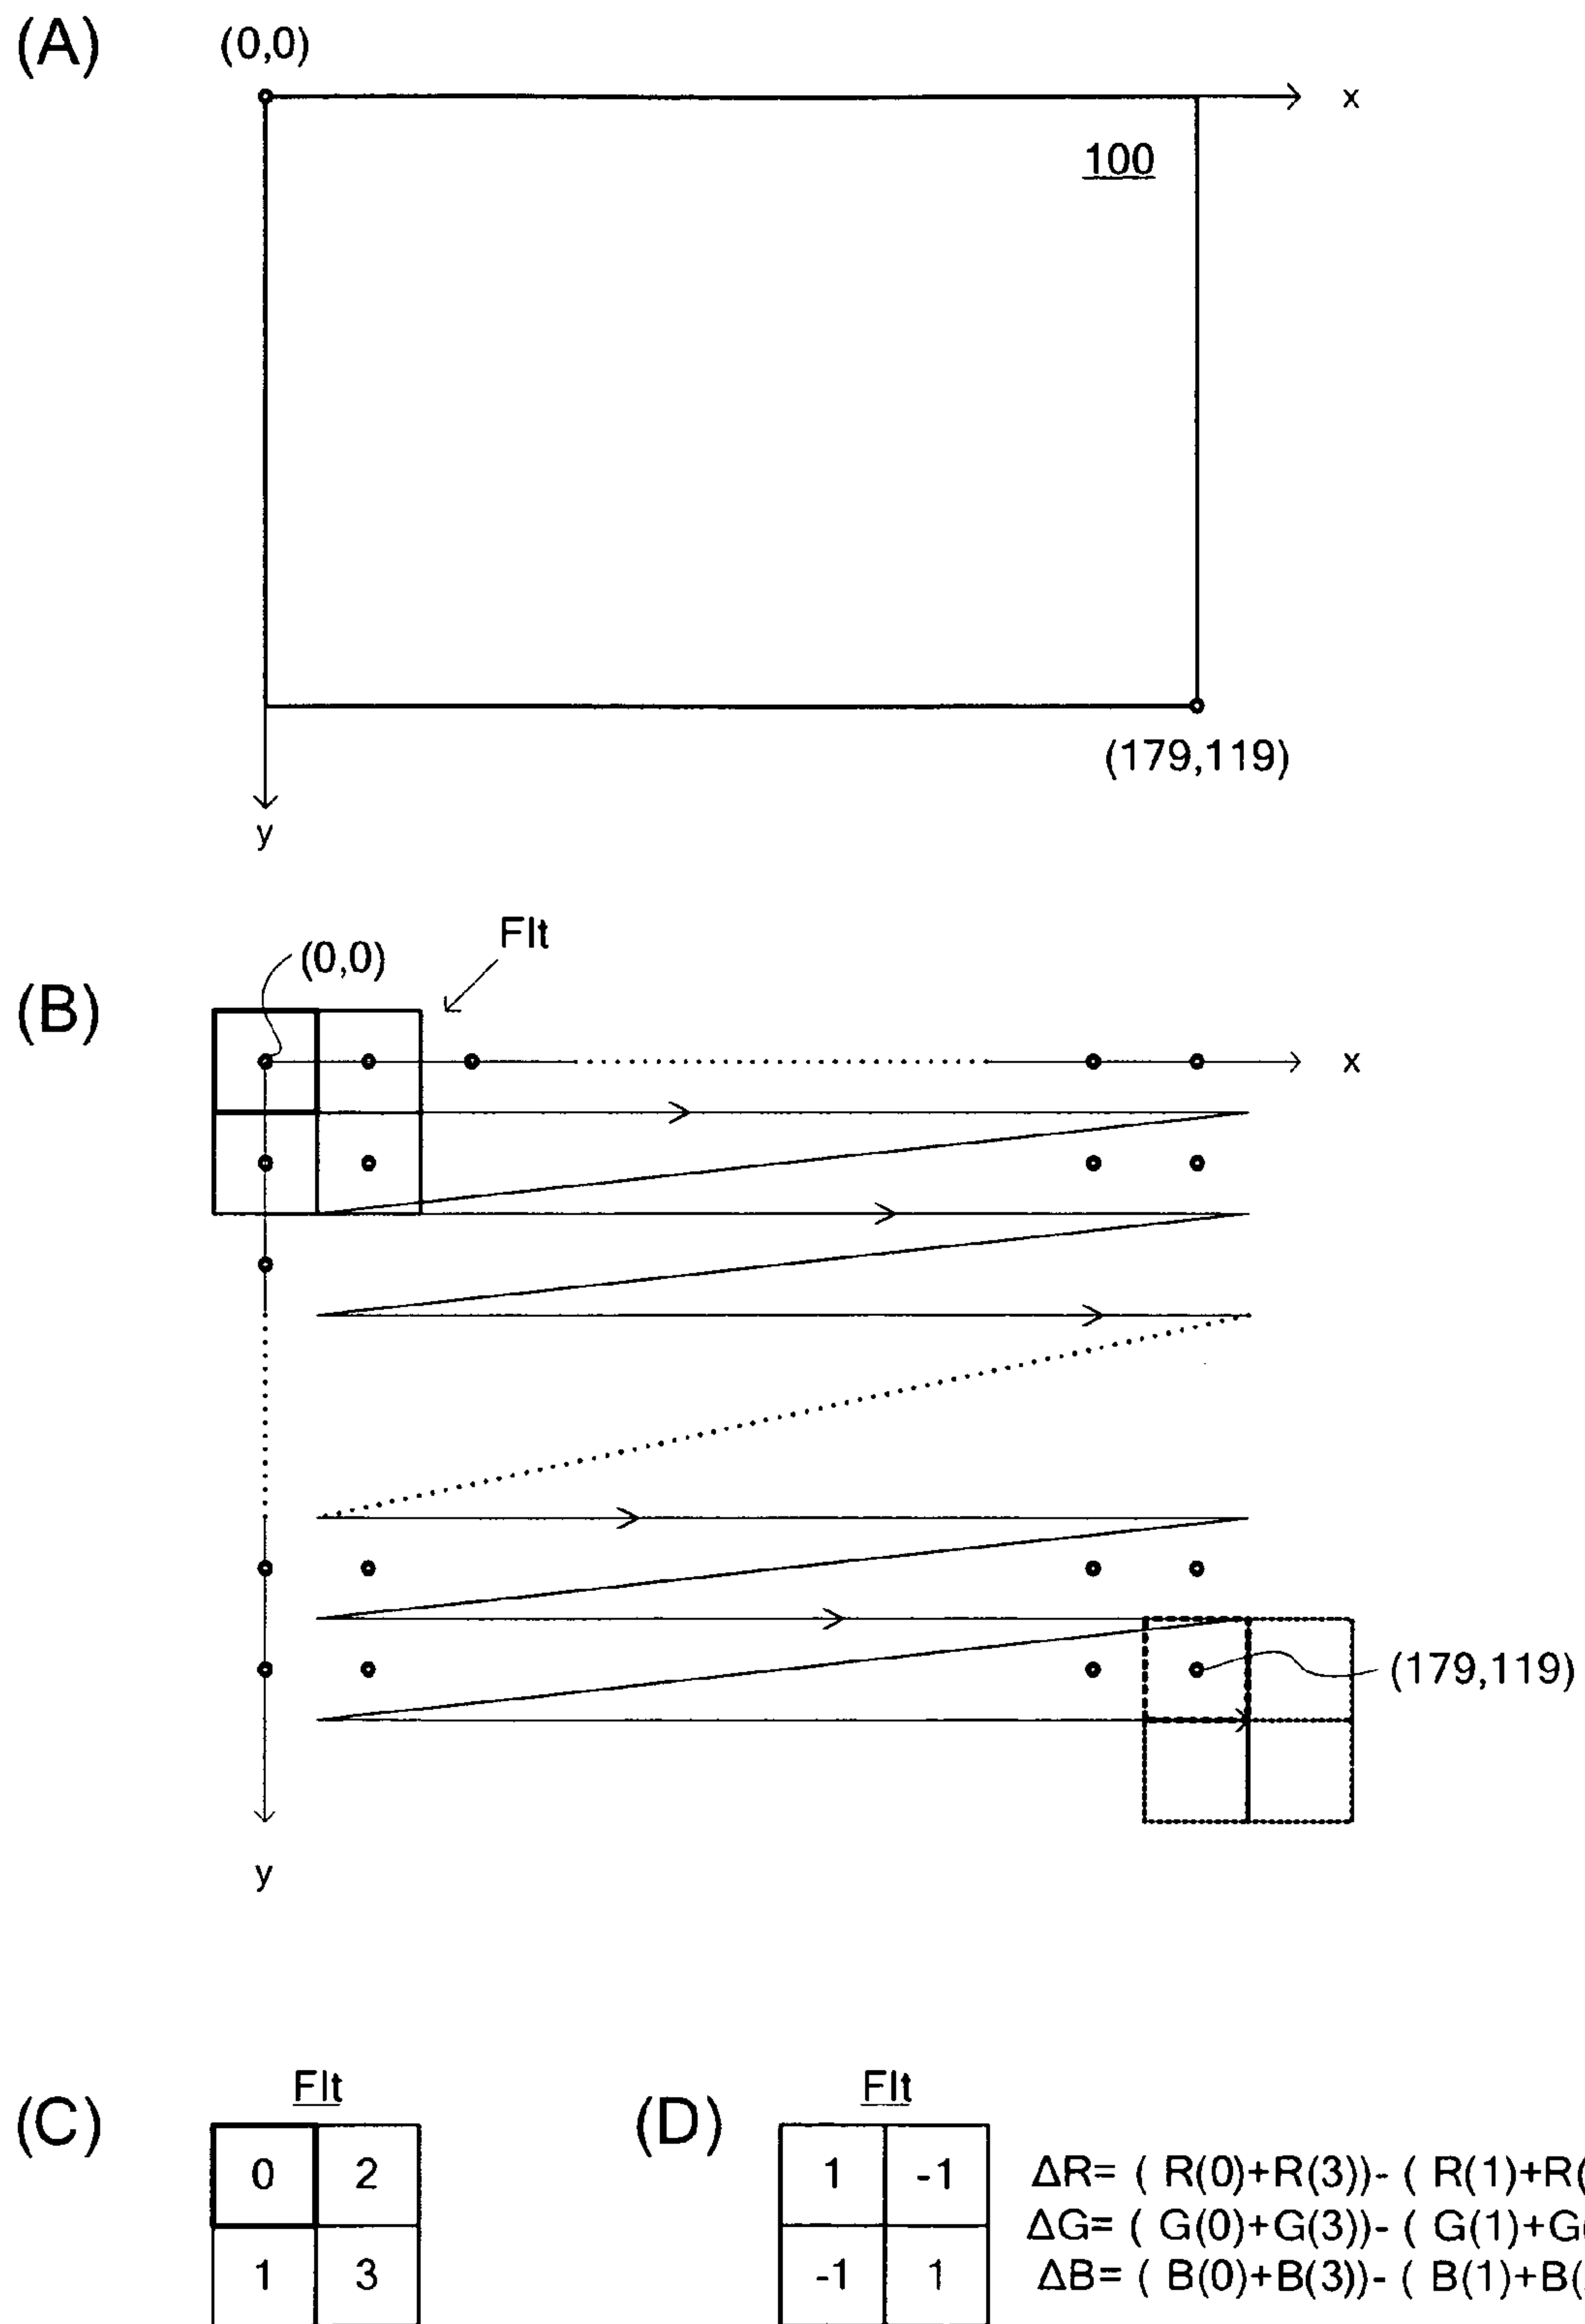 (A)
(0,0)
x
100
(179,119)
y
(B)
(0,0)
Flt
x
(179,119)
y
(C)
Flt
0 2
1 3
(D)
Flt
1 -1
-1 1
ΔR= ( R(0)+R(3))- ( R(1)+R(
ΔG= ( G(0)+G(3))- ( G(1)+G(
ΔB= ( B(0)+B(3))- ( B(1)+B(